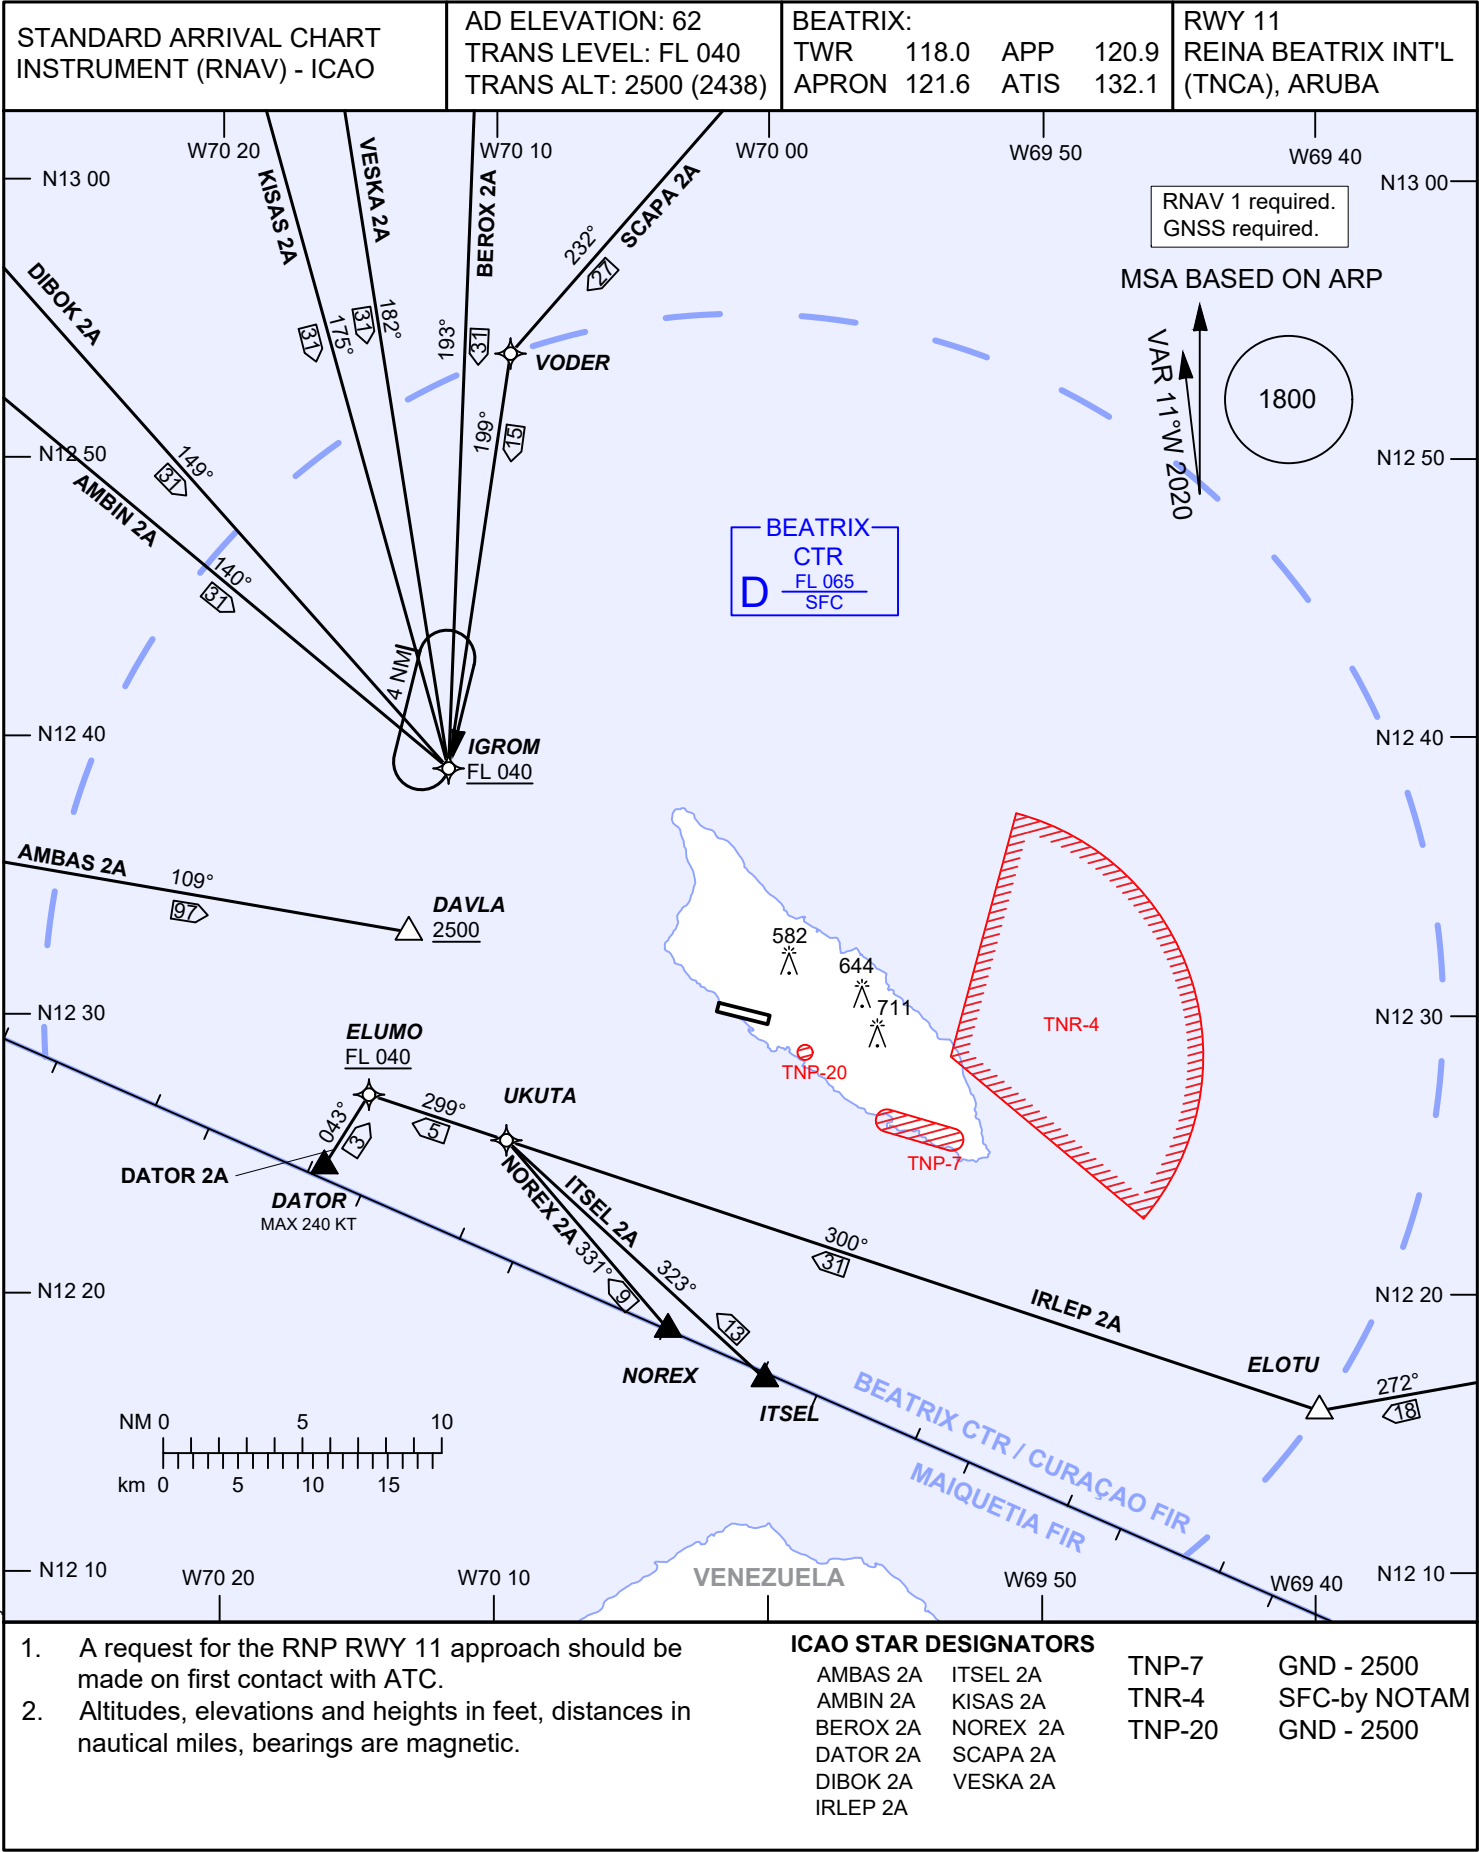 STANDARD ARRIVAL CHART
INSTRUMENT (RNAV) - ICAO
AD ELEVATION: 62
TRANS LEVEL: FL 040
TRANS ALT: 2500 (2438)
BEATRIX:
TWR 118.0 APP 120.9
APRON 121.6 ATIS 132.1
RWY 11
REINA BEATRIX INT'L
(TNCA), ARUBA
W70 20
W70 10
W70 00
W69 50
W69 40
N13 00
N13 00
RNAV 1 required.
GNSS required.
MSA BASED ON ARP
VAR 11°W 2020
1800
KISAS 2A
175°
31
VESKA 2A
182°
31
BEROX 2A
193°
31
SCAPA 2A
232°
27
VODER
199°
15
DIBOK 2A
149°
31
N12 50
N12 50
AMBIN 2A
140°
31
BEATRIX
CTR
D
FL 065
SFC
4 NM
N12 40
N12 40
IGROM
FL 040
AMBAS 2A
109°
97
DAVLA
2500
582
644
711
TNR-4
TNP-20
TNP-7
N12 30
N12 30
ELUMO
FL 040
UKUTA
299°
5
043°
3
DATOR 2A
DATOR
MAX 240 KT
NOREX 2A
331°
9
ITSEL 2A
323°
13
300°
31
IRLEP 2A
N12 20
N12 20
NOREX
ITSEL
ELOTU
272°
18
BEATRIX CTR / CURAÇAO FIR
MAIQUETIA FIR
NM 0 5 10
km 0 5 10 15
VENEZUELA
N12 10
N12 10
W70 20
W70 10
W69 50
W69 40
1. A request for the RNP RWY 11 approach should be
made on first contact with ATC.
2. Altitudes, elevations and heights in feet, distances in
nautical miles, bearings are magnetic.
ICAO STAR DESIGNATORS
AMBAS 2A ITSEL 2A
AMBIN 2A KISAS 2A
BEROX 2A NOREX 2A
DATOR 2A SCAPA 2A
DIBOK 2A VESKA 2A
IRLEP 2A
TNP-7 GND - 2500
TNR-4 SFC-by NOTAM
TNP-20 GND - 2500